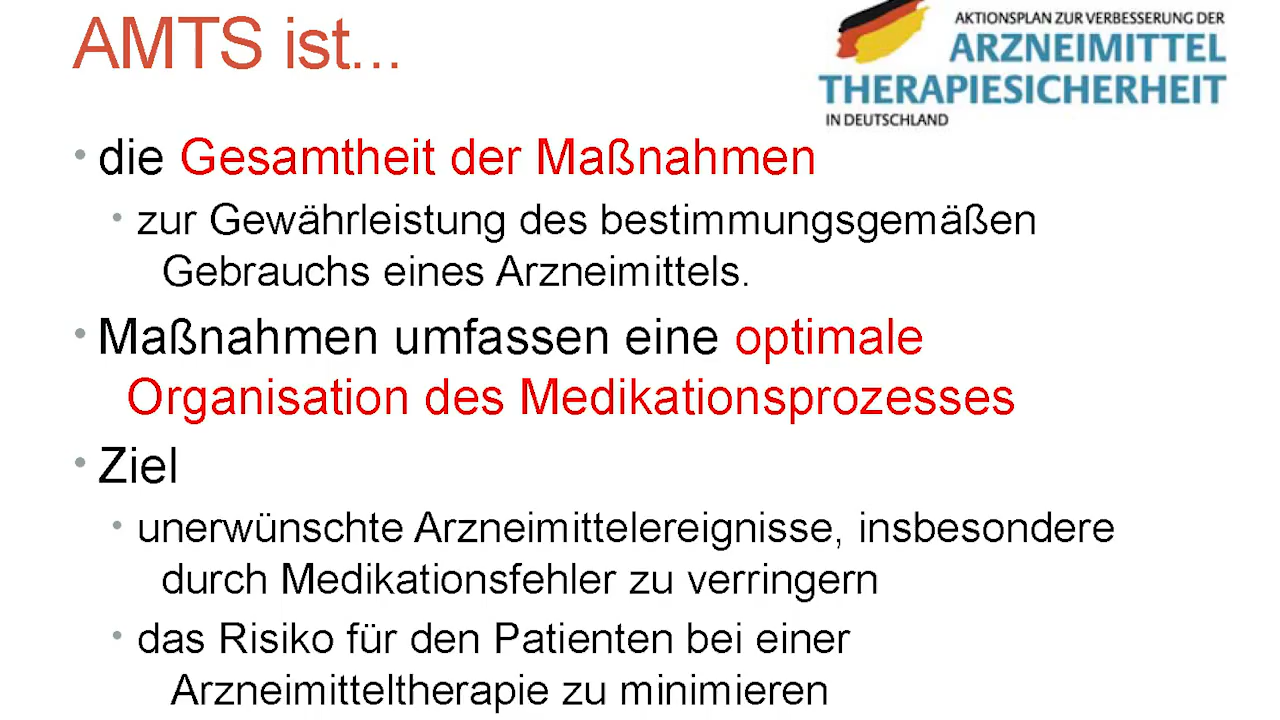 AMTS ist...
AKTIONSPLAN ZUR VERBESSERUNG DER
ARZNEIMITTEL
THERAPIESICHERHEIT
IN DEUTSCHLAND
• die Gesamtheit der Maßnahmen
• zur Gewährleistung des bestimmungsgemäßen
Gebrauchs eines Arzneimittels.
• Maßnahmen umfassen eine optimale
Organisation des Medikationsprozesses
• Ziel
• unerwünschte Arzneimittelereignisse, insbesondere
durch Medikationsfehler zu verringern
• das Risiko für den Patienten bei einer
Arzneimitteltherapie zu minimieren